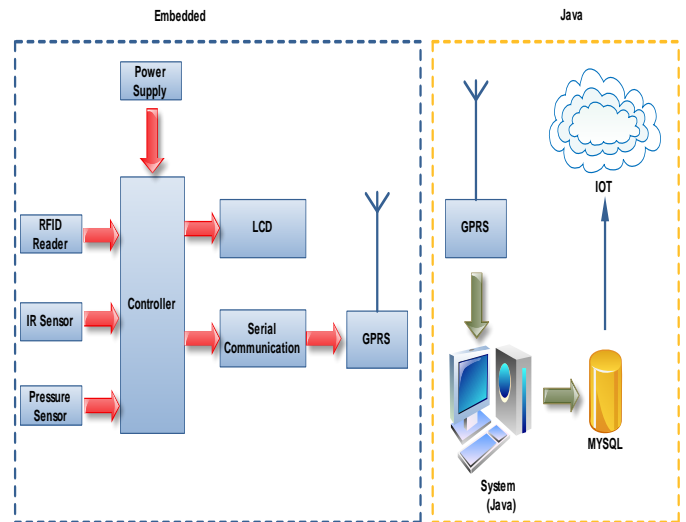 Embedded
Java
Power
Supply
RFID
Reader
IR Sensor
Pressure
Sensor
Controller
LCD
Serial
Communication
GPRS
GPRS
IOT
MYSQL
System
(Java)